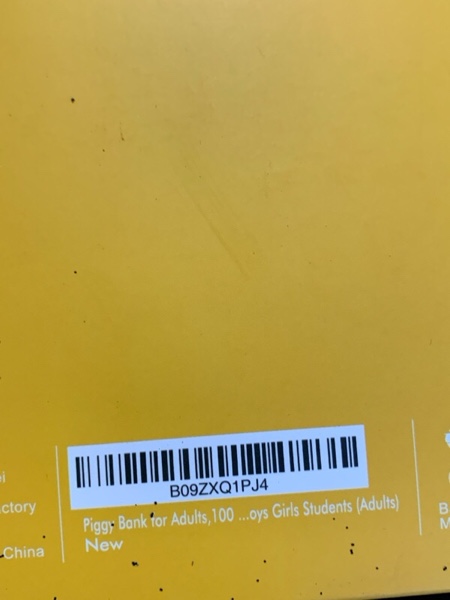 B09ZXQ1PJ4
Piggy Bank for Adults,100 ...oys Girls Students (Adults)
New
ctory
China